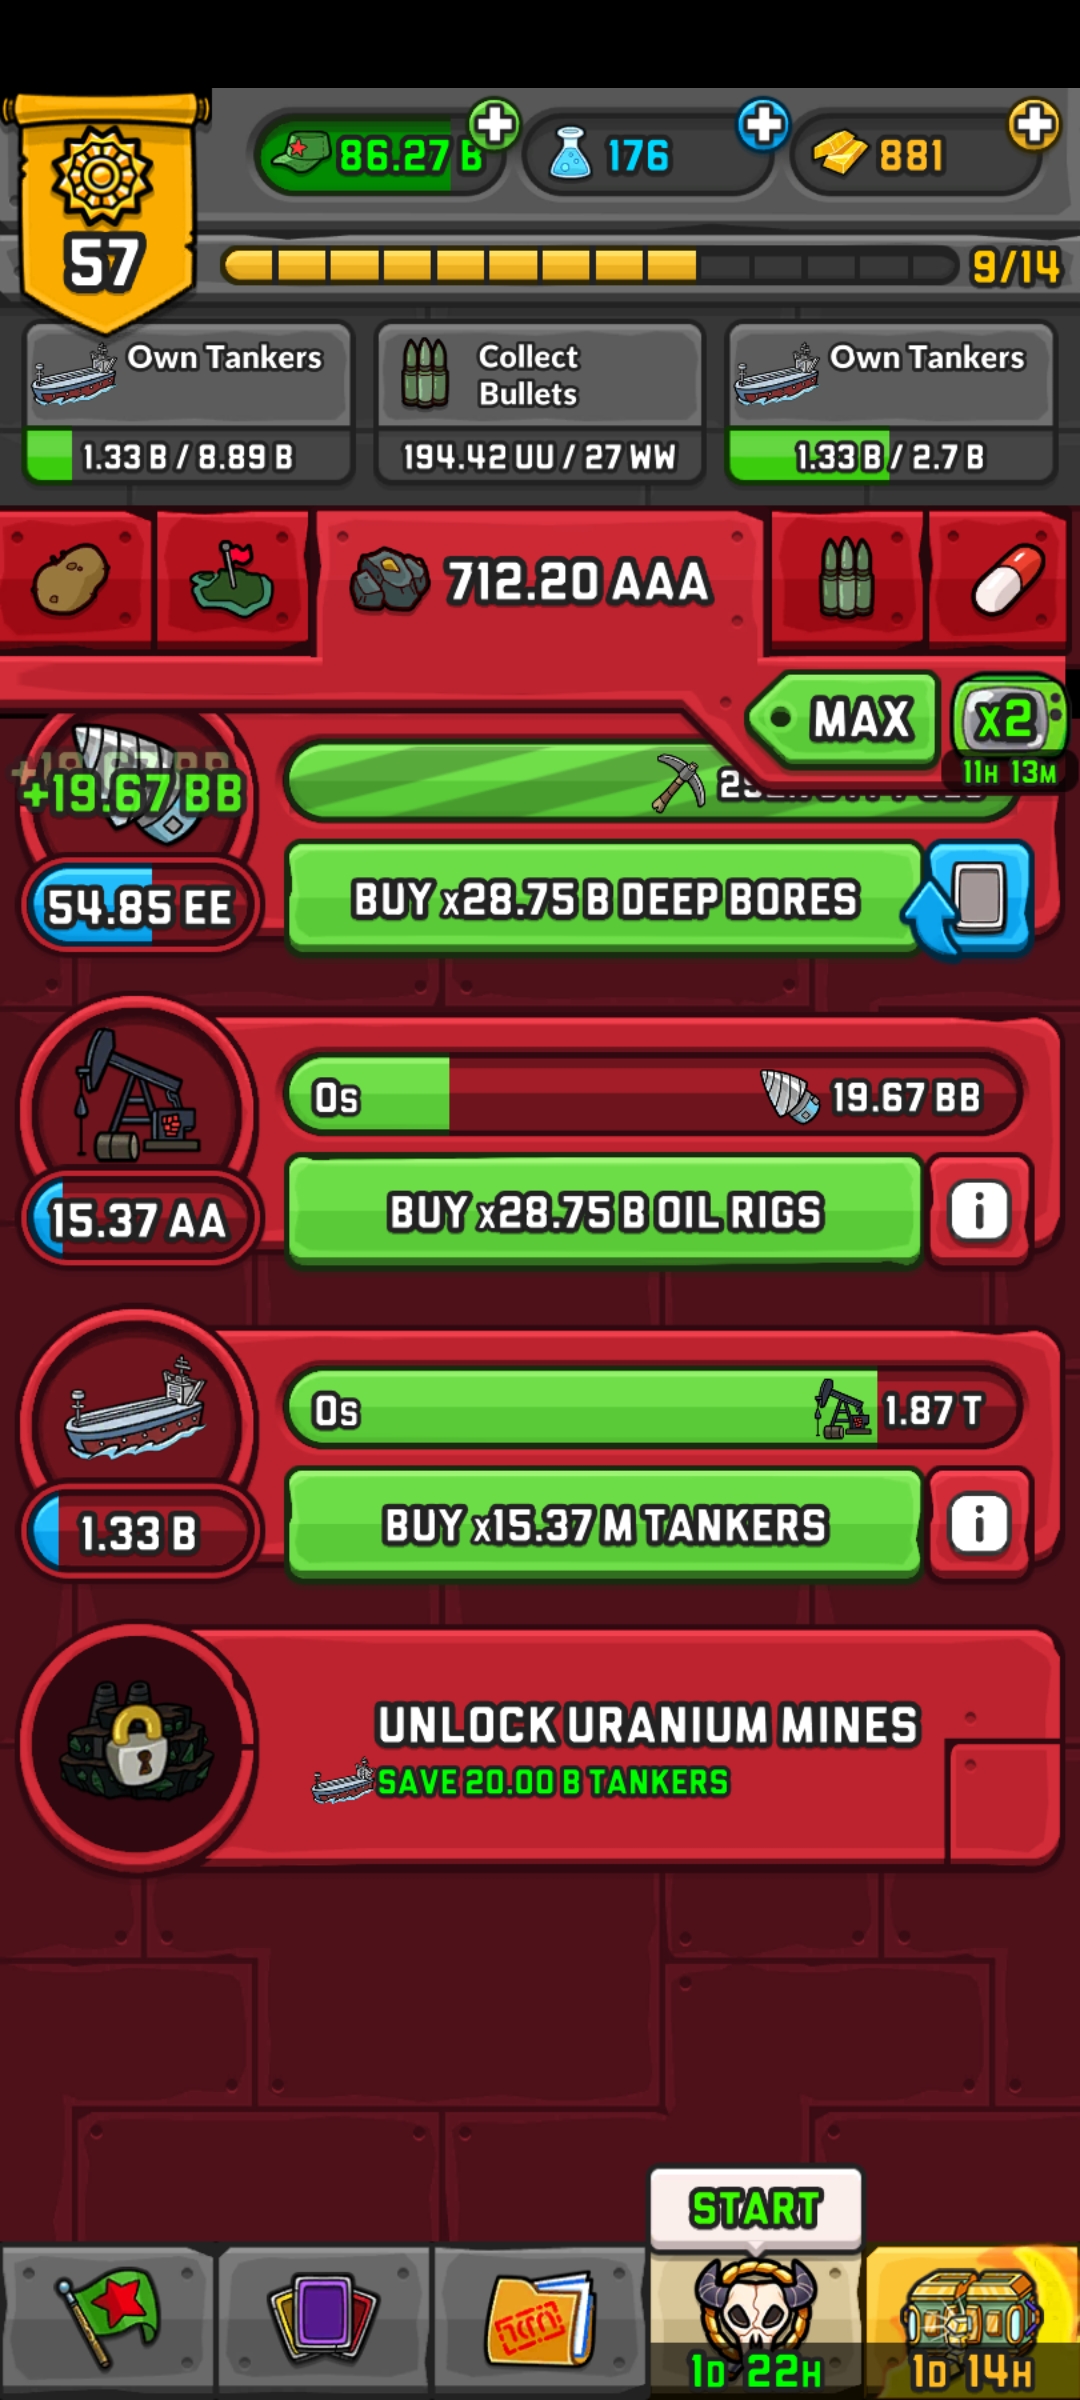 86.27 B
176
881
57
9/14
Own Tankers
1.33 B / 8.89 B
Collect
Bullets
194.42 UU / 27 WW
Own Tankers
1.33 B / 2.7 B
712.20 AAA
MAX
x2
11H 13M
+19.67 BB
54.85 EE
BUY x28.75 B DEEP BORES
0s
19.67 BB
15.37 AA
BUY x28.75 B OIL RIGS
i
0s
1.87 T
1.33 B
BUY x15.37 M TANKERS
i
UNLOCK URANIUM MINES
SAVE 20.00 B TANKERS
START
1D 22H
1D 14H